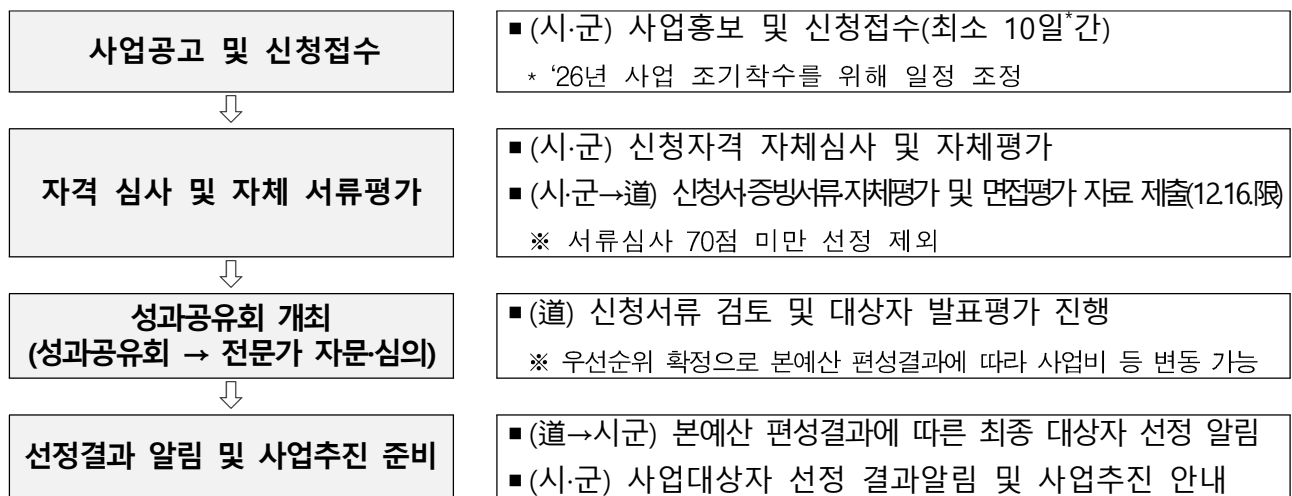 사업공고 및 신청접수
■ (시·군) 사업홍보 및 신청접수(최소 10일*간)
* ‘26년 사업 조기착수를 위해 일정 조정
⇩
자격 심사 및 자체 서류평가
■ (시·군) 신청자격 자체심사 및 자체평가
■ (시·군→道) 신청서·증빙서류·자체평가 및 면접평가 자료 제출(12.16.限)
※ 서류심사 70점 미만 선정 제외
⇩
성과공유회 개최
(성과공유회 → 전문가 자문·심의)
■ (道) 신청서류 검토 및 대상자 발표평가 진행
※ 우선순위 확정으로 본예산 편성결과에 따라 사업비 등 변동 가능
⇩
선정결과 알림 및 사업추진 준비
■ (道→시군) 본예산 편성결과에 따른 최종 대상자 선정 알림
■ (시·군) 사업대상자 선정 결과알림 및 사업추진 안내